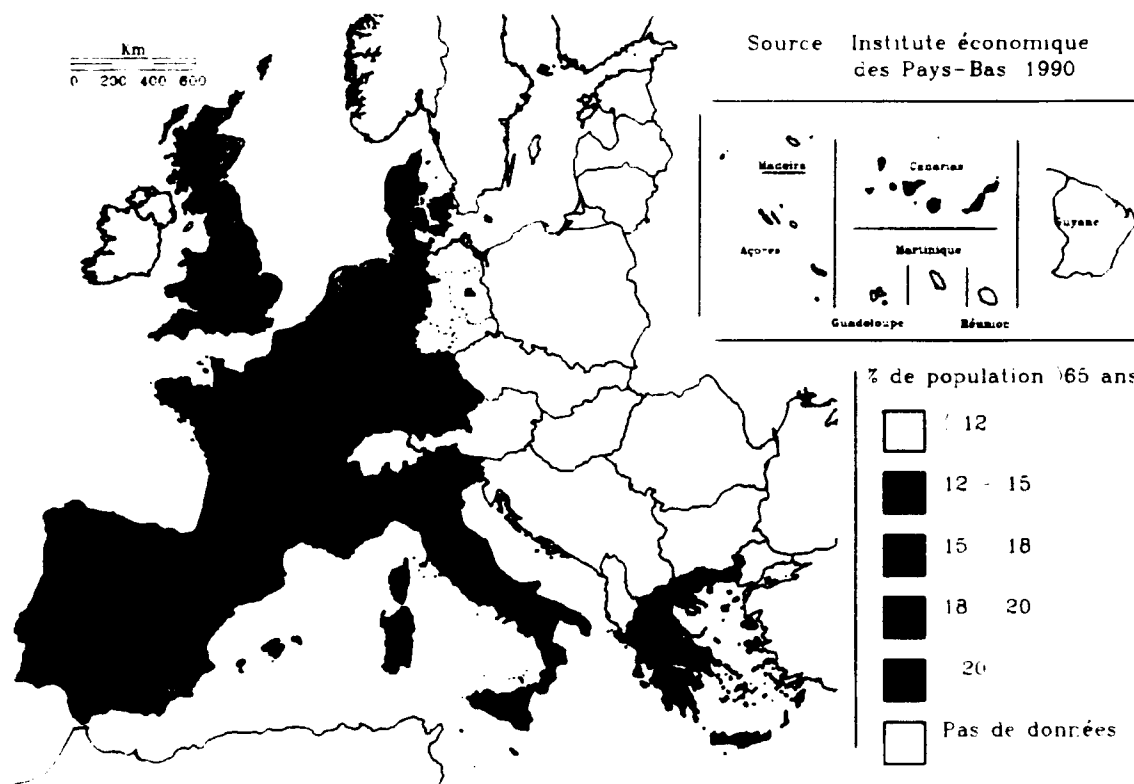 Km
0 200 400 600
Source Institute économique
des Pays-Bas 1990
Madeira
Canarias
Guyane
Açores
Martinique
Guadeloupe
Réunion
% de population >65 ans
< 12
12 - 15
15 18
18 20
20
Pas de données